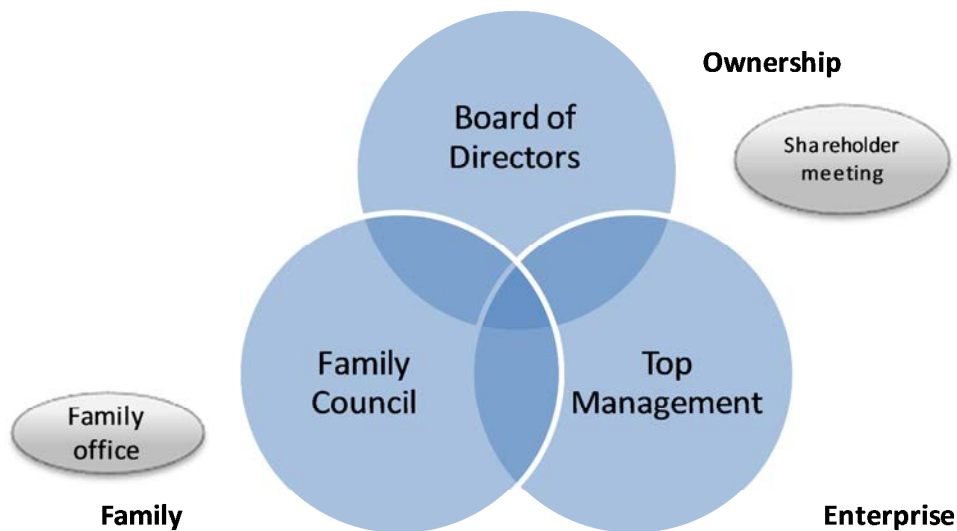 Ownership
Board of
Directors
Shareholder
meeting
Family
Council
Top
Management
Family
office
Family
Enterprise